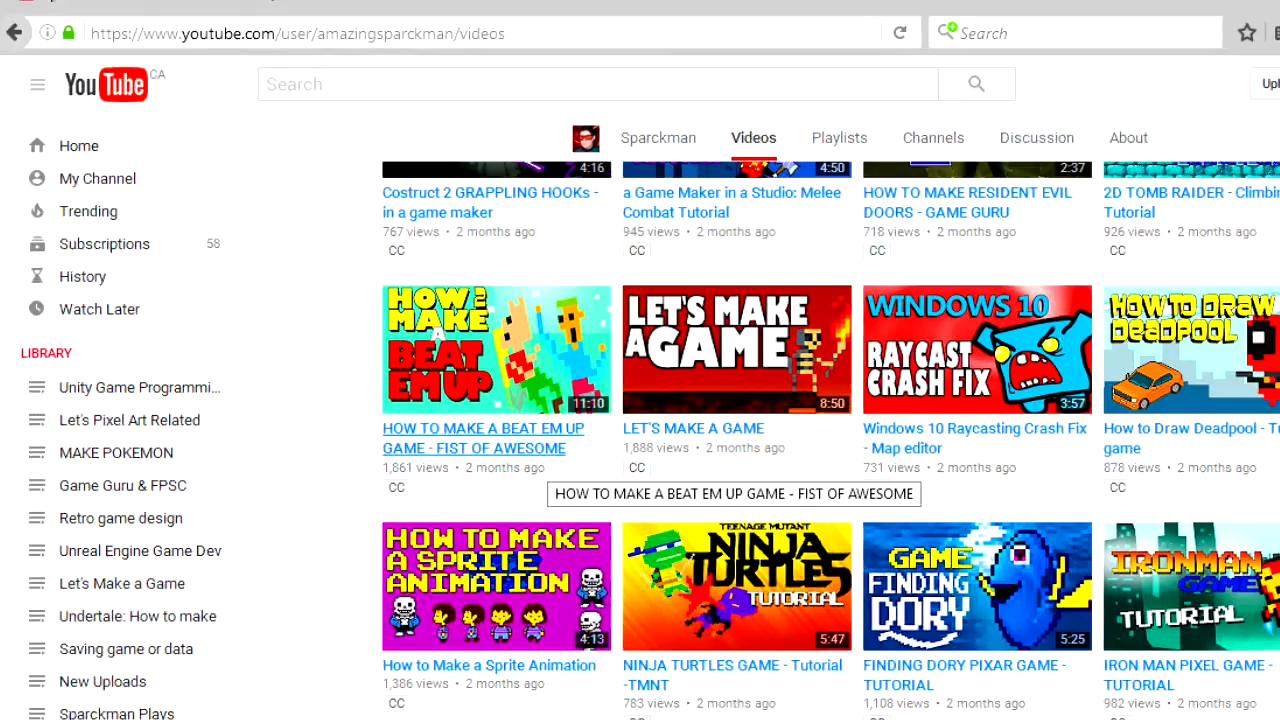 https://www.youtube.com/user/amazingsparckman/videos
Search
YouTube CA
Search
Upl
Home
My Channel
Trending
Subscriptions 58
History
Watch Later
LIBRARY
Unity Game Programmi...
Let's Pixel Art Related
MAKE POKEMON
Game Guru & FPSC
Retro game design
Unreal Engine Game Dev
Let's Make a Game
Undertale: How to make
Saving game or data
New Uploads
Sparckman Plays
Sparckman Videos Playlists Channels Discussion About
4:16
Costruct 2 GRAPPLING HOOKs -
in a game maker
767 views • 2 months ago
CC
4:50
a Game Maker in a Studio: Melee
Combat Tutorial
945 views • 2 months ago
CC
2:37
HOW TO MAKE RESIDENT EVIL
DOORS - GAME GURU
718 views • 2 months ago
CC
2D TOMB RAIDER - Climbin
Tutorial
926 views • 2 months ago
CC
HOW 2
MAKE
A
BEAT
EM UP
11:10
HOW TO MAKE A BEAT EM UP
GAME - FIST OF AWESOME
1,861 views • 2 months ago
CC
LET'S MAKE
A GAME
8:50
LET'S MAKE A GAME
1,888 views • 2 months ago
CC
WINDOWS 10
RAYCAST
CRASH FIX
3:57
Windows 10 Raycasting Crash Fix
- Map editor
731 views • 2 months ago
HOW TO DRAW
DEADPOOL
How to Draw Deadpool - Tu
game
878 views • 2 months ago
CC
HOW TO MAKE A BEAT EM UP GAME - FIST OF AWESOME
HOW TO MAKE
A SPRITE
ANIMATION
4:13
How to Make a Sprite Animation
1,386 views • 2 months ago
CC
TEENAGE MUTANT
NINJA
TURTLES
TUTORIAL
5:47
NINJA TURTLES GAME - Tutorial
-TMNT
783 views • 2 months ago
CC
GAME
FINDING
DORY
5:25
FINDING DORY PIXAR GAME -
TUTORIAL
1,108 views • 2 months ago
CC
IRONMAN
GAME
TUTORIAL
IRON MAN PIXEL GAME -
TUTORIAL
982 views • 2 months ago
CC